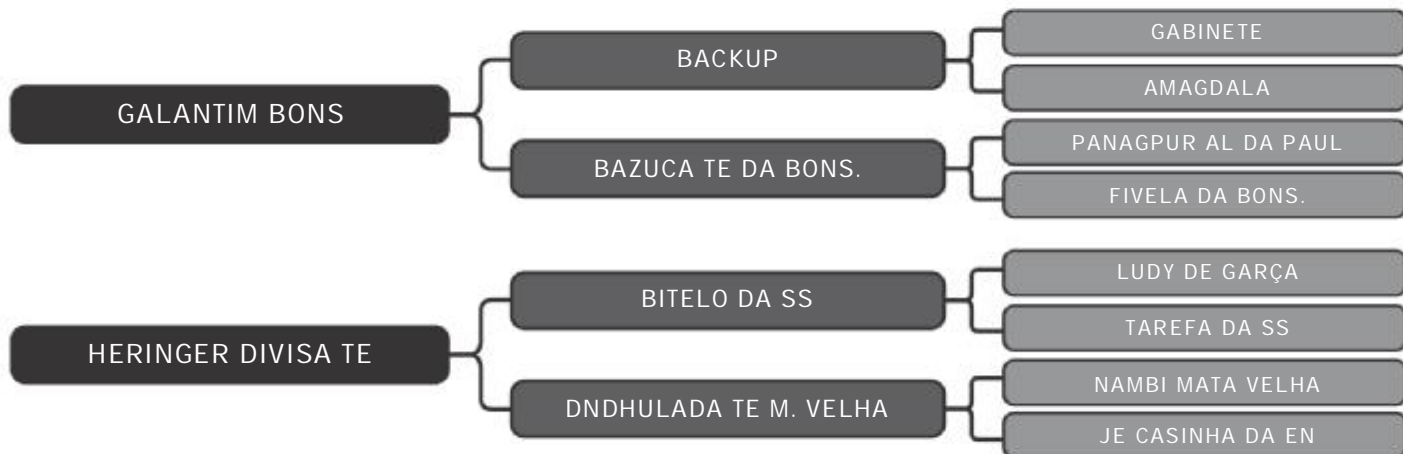 GALANTIM BONS
BACKUP
GABINETE
AMAGDALA
BAZUCA TE DA BONS.
PANAGPUR AL DA PAUL
FIVELA DA BONS.
HERINGER DIVISA TE
BITELO DA SS
LUDY DE GARÇA
TAREFA DA SS
DNDHULADA TE M. VELHA
NAMBI MATA VELHA
JE CASINHA DA EN